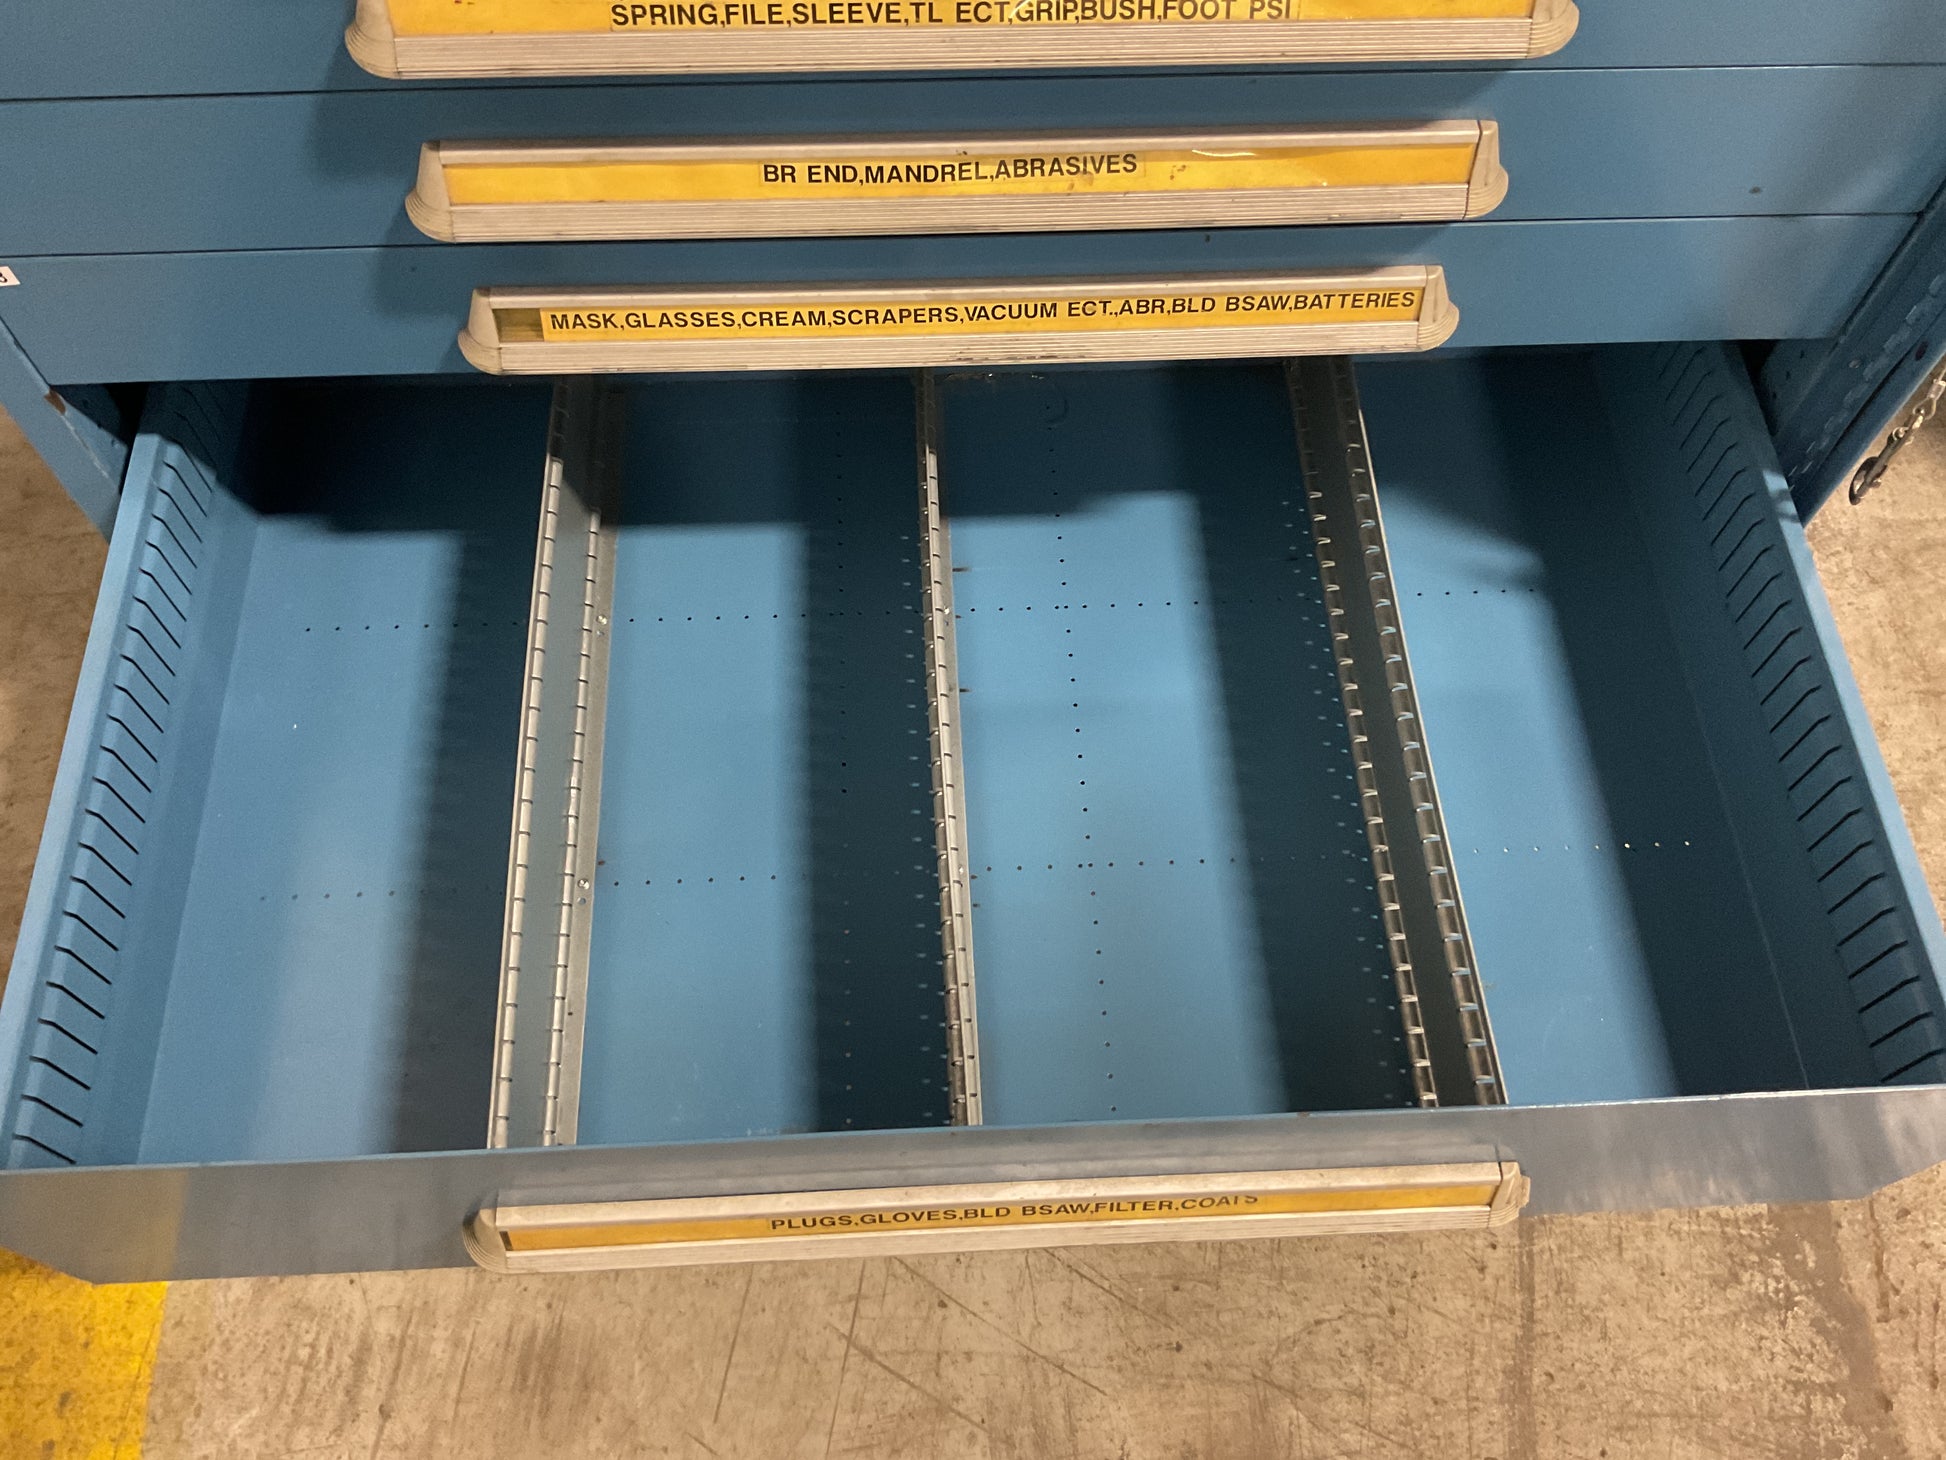 SPRING,FILE,SLEEVE,TL ECT,GRIP,BUSH,FOOT PSI
BR END,MANDREL,ABRASIVES
MASK,GLASSES,CREAM,SCRAPERS,VACUUM ECT.,ABR,BLD BSAW,BATTERIES
PLUGS,GLOVES,BLD BSAW,FILTER,COATS